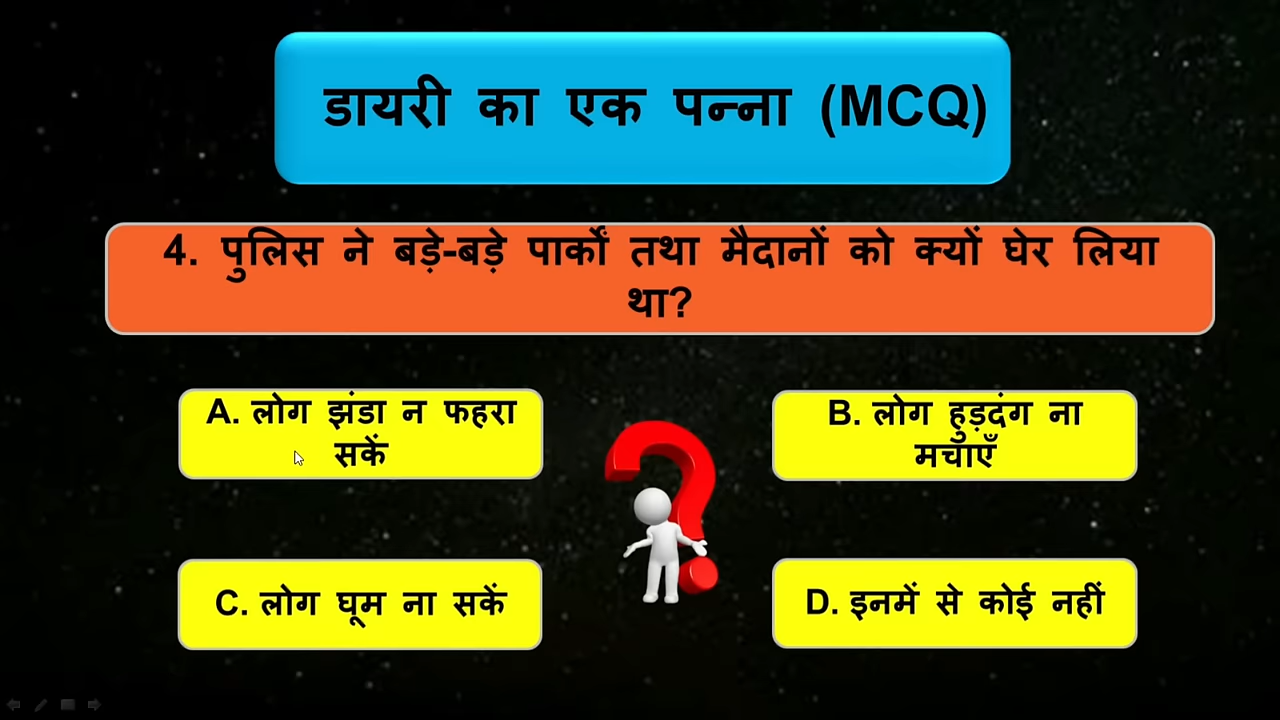 डायरी का एक पन्ना (MCQ)
4. पुलिस ने बड़े-बड़े पार्कों तथा मैदानों को क्यों घेर लिया
था?
A. लोग झंडा न फहरा
सकें
B. लोग हुड़दंग ना
मचाएँ
C. लोग घूम ना सकें
D. इनमें से कोई नहीं